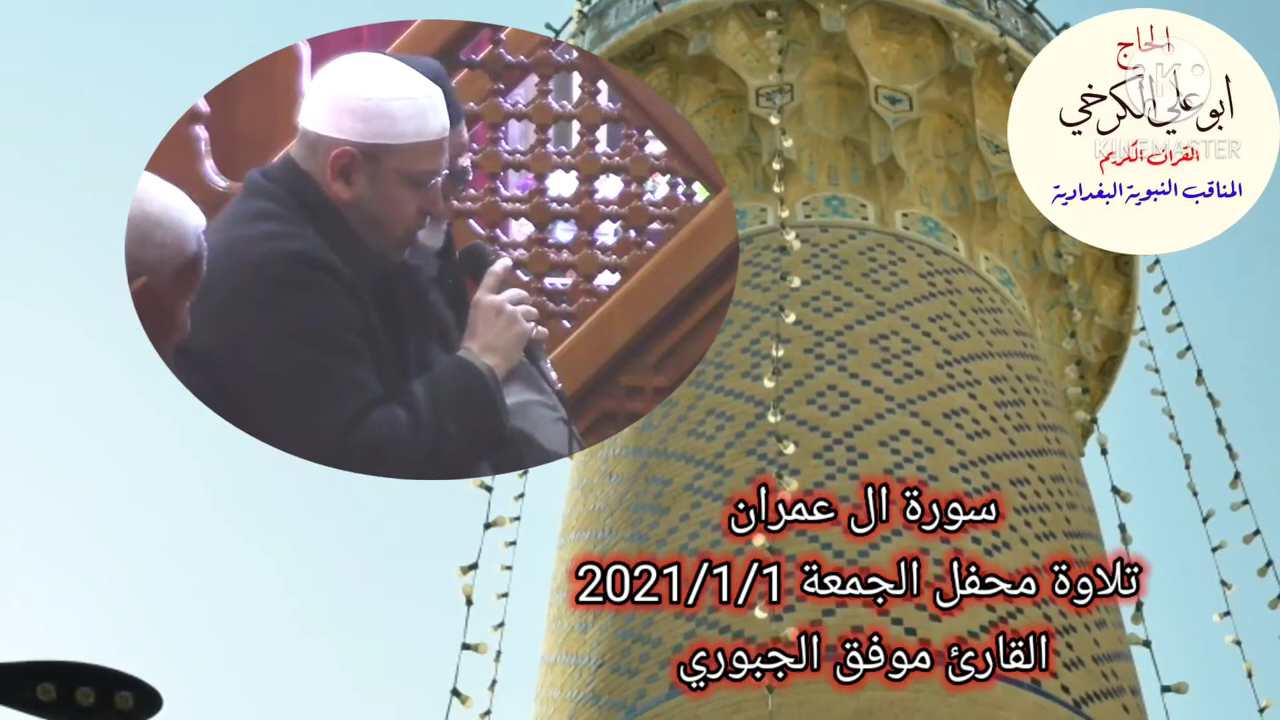 الحاج
ابو علي الكرخي
القران الكريم
KINEMASTER
المناقب النبوية البغدادية
سورة ال عمران
تلاوة محفل الجمعة 2021/1/1
القارئ موفق الجبوري